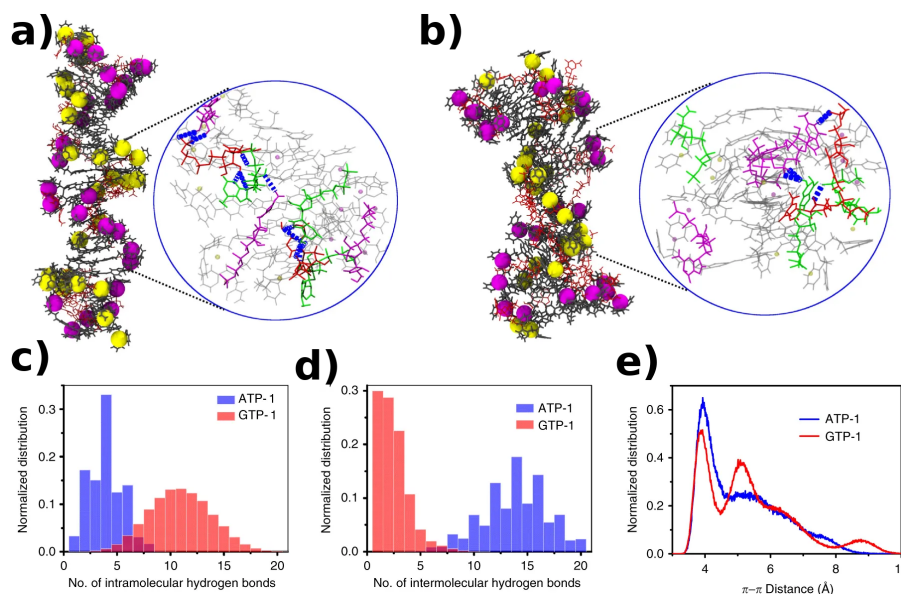 a)
b)
c)
d)
e)
0.3
0.2
0.1
0.0
Normalized distribution
ATP-1
GTP-1
0
5
10
15
20
No. of intramolecular hydrogen bonds
0.3
0.2
0.1
0.0
Normalized distribution
ATP-1
GTP-1
0
5
10
15
20
No. of intermolecular hydrogen bonds
0.6
0.4
0.2
0.0
Normalized distribution
ATP-1
GTP-1
4
6
8
π–π Distance (Å)